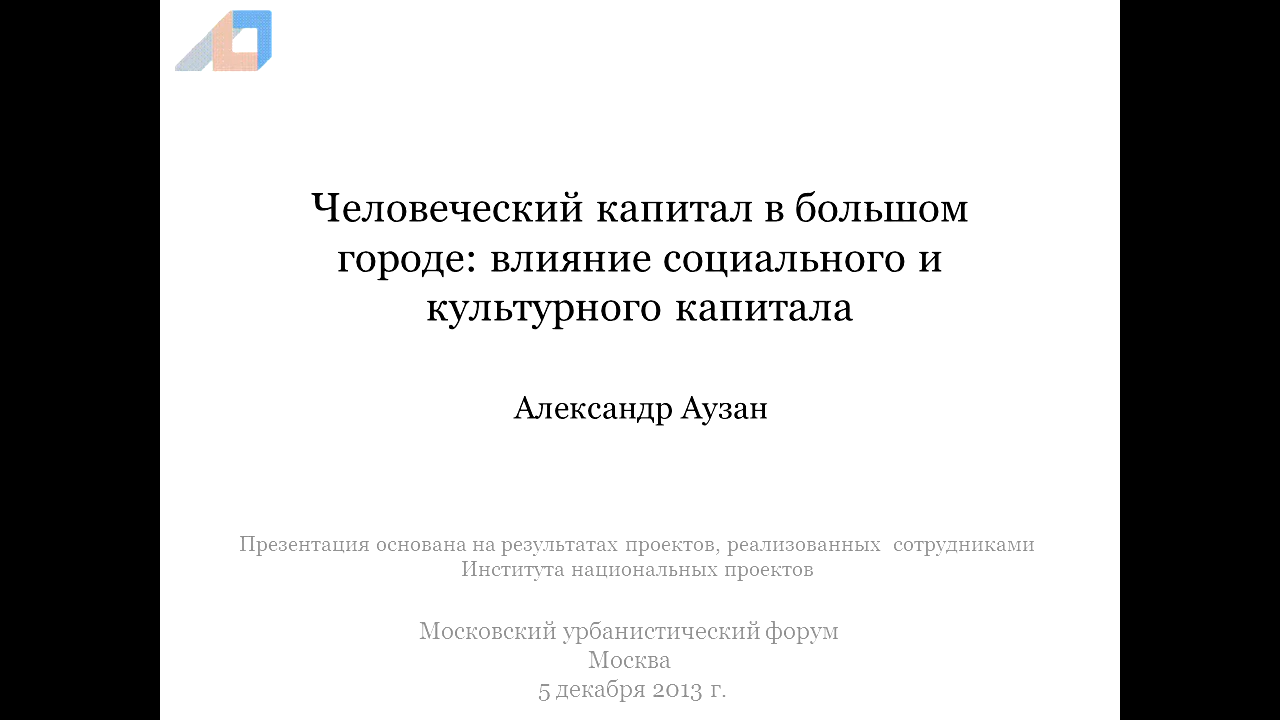 Человеческий капитал в большом
городе: влияние социального и
культурного капитала
Александр Аузан
Презентация основана на результатах проектов, реализованных сотрудниками
Института национальных проектов
Московский урбанистический форум
Москва
5 декабря 2013 г.